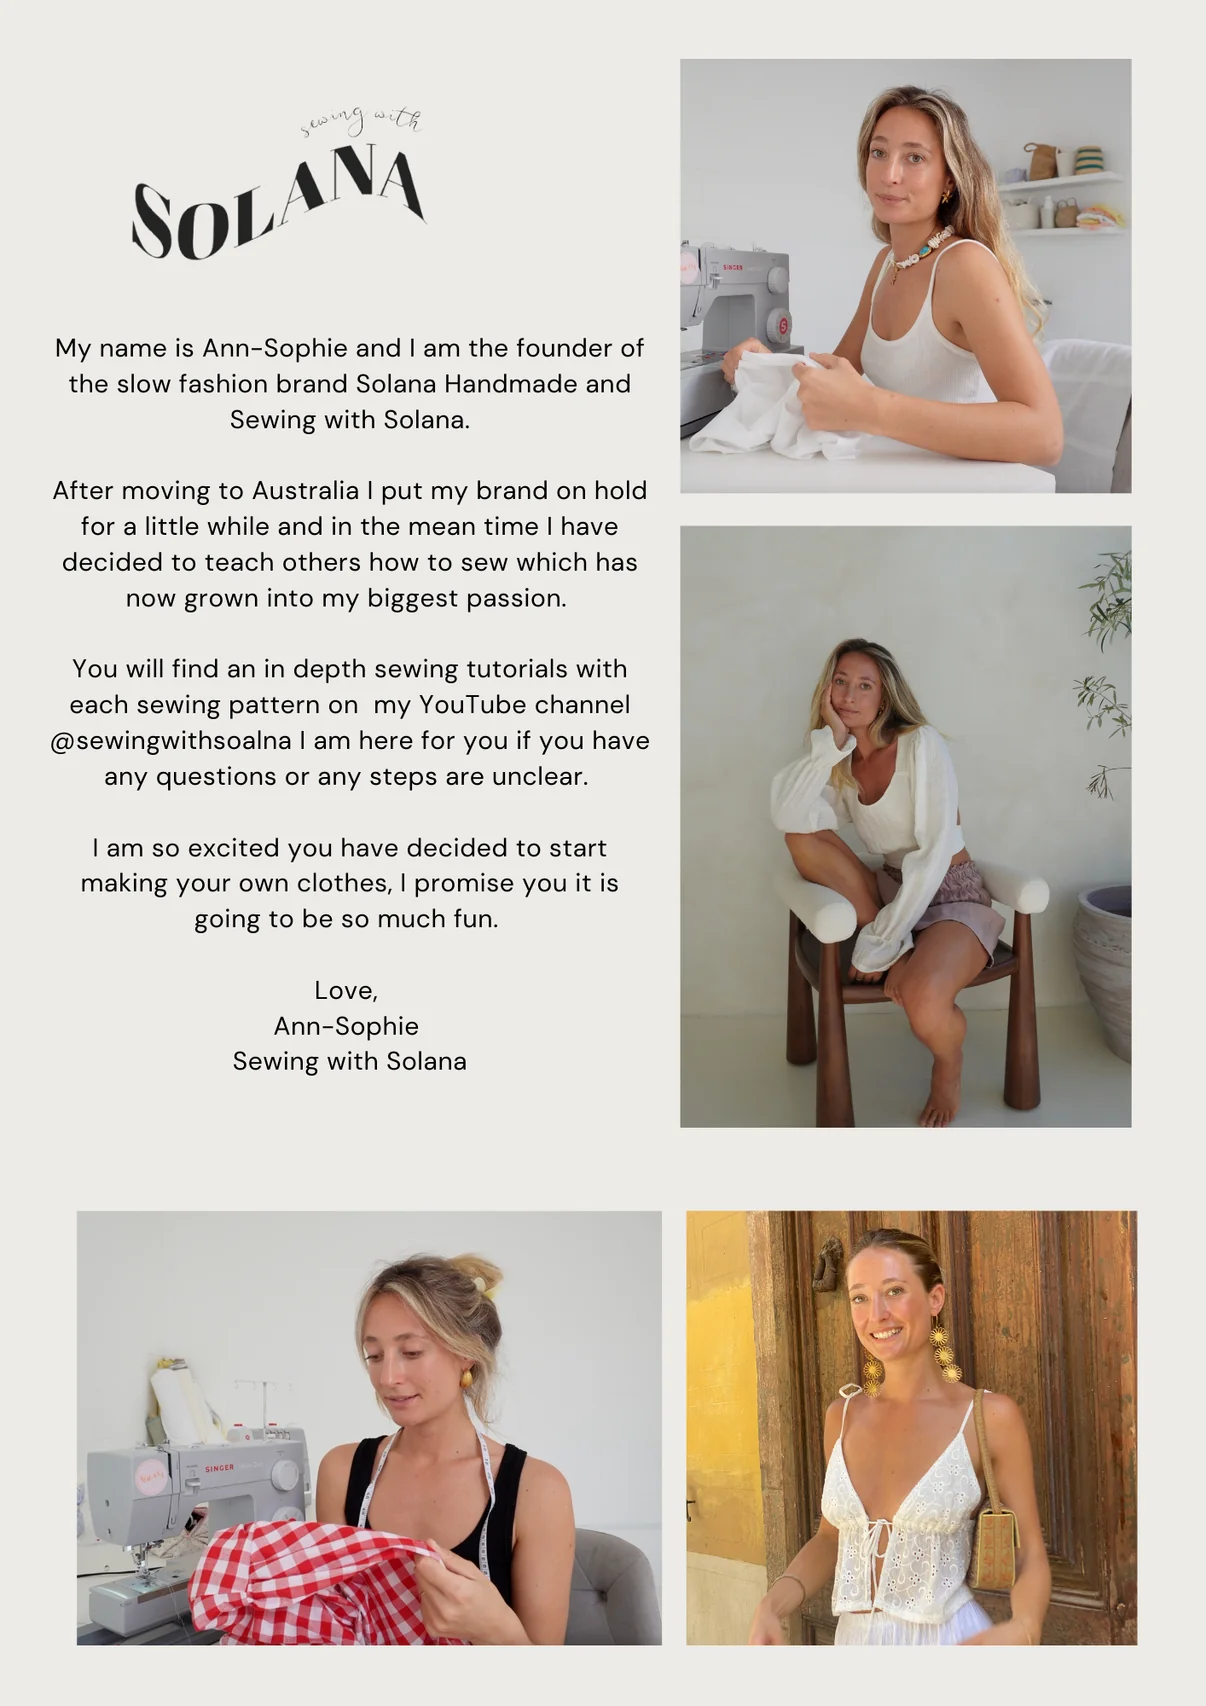 sewing with
SOLANA
My name is Ann-Sophie and I am the founder of
the slow fashion brand Solana Handmade and
Sewing with Solana.
After moving to Australia I put my brand on hold
for a little while and in the mean time I have
decided to teach others how to sew which has
now grown into my biggest passion.
You will find an in depth sewing tutorials with
each sewing pattern on  my YouTube channel
@sewingwithsoalna I am here for you if you have
any questions or any steps are unclear.
I am so excited you have decided to start
making your own clothes, I promise you it is
going to be so much fun.
Love,
Ann-Sophie
Sewing with Solana
SINGER
S
SINGER